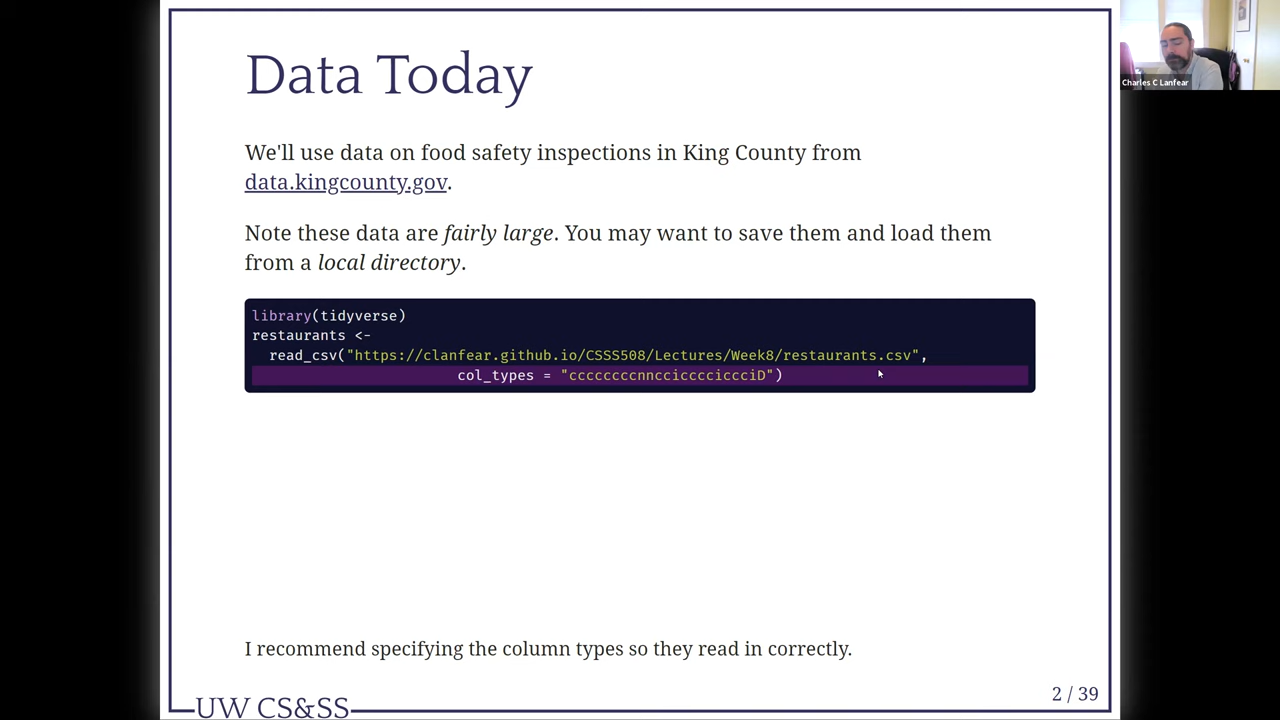 Data Today
Charles C Lanfear
We'll use data on food safety inspections in King County from
data.kingcounty.gov.
Note these data are fairly large. You may want to save them and load them
from a local directory.
library(tidyverse)
restaurants <-
read_csv("https://clanfear.github.io/CSSS508/Lectures/Week8/restaurants.csv",
col_types = "ccccccccnnccicccciccciD")
I recommend specifying the column types so they read in correctly.
2 / 39
UW CS&SS